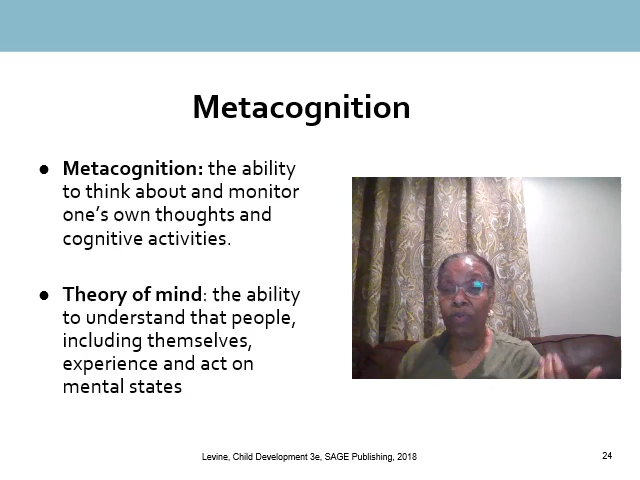 Metacognition
● Metacognition: the ability
to think about and monitor
one’s own thoughts and
cognitive activities.
● Theory of mind: the ability
to understand that people,
including themselves,
experience and act on
mental states
Levine, Child Development 3e, SAGE Publishing, 2018
24